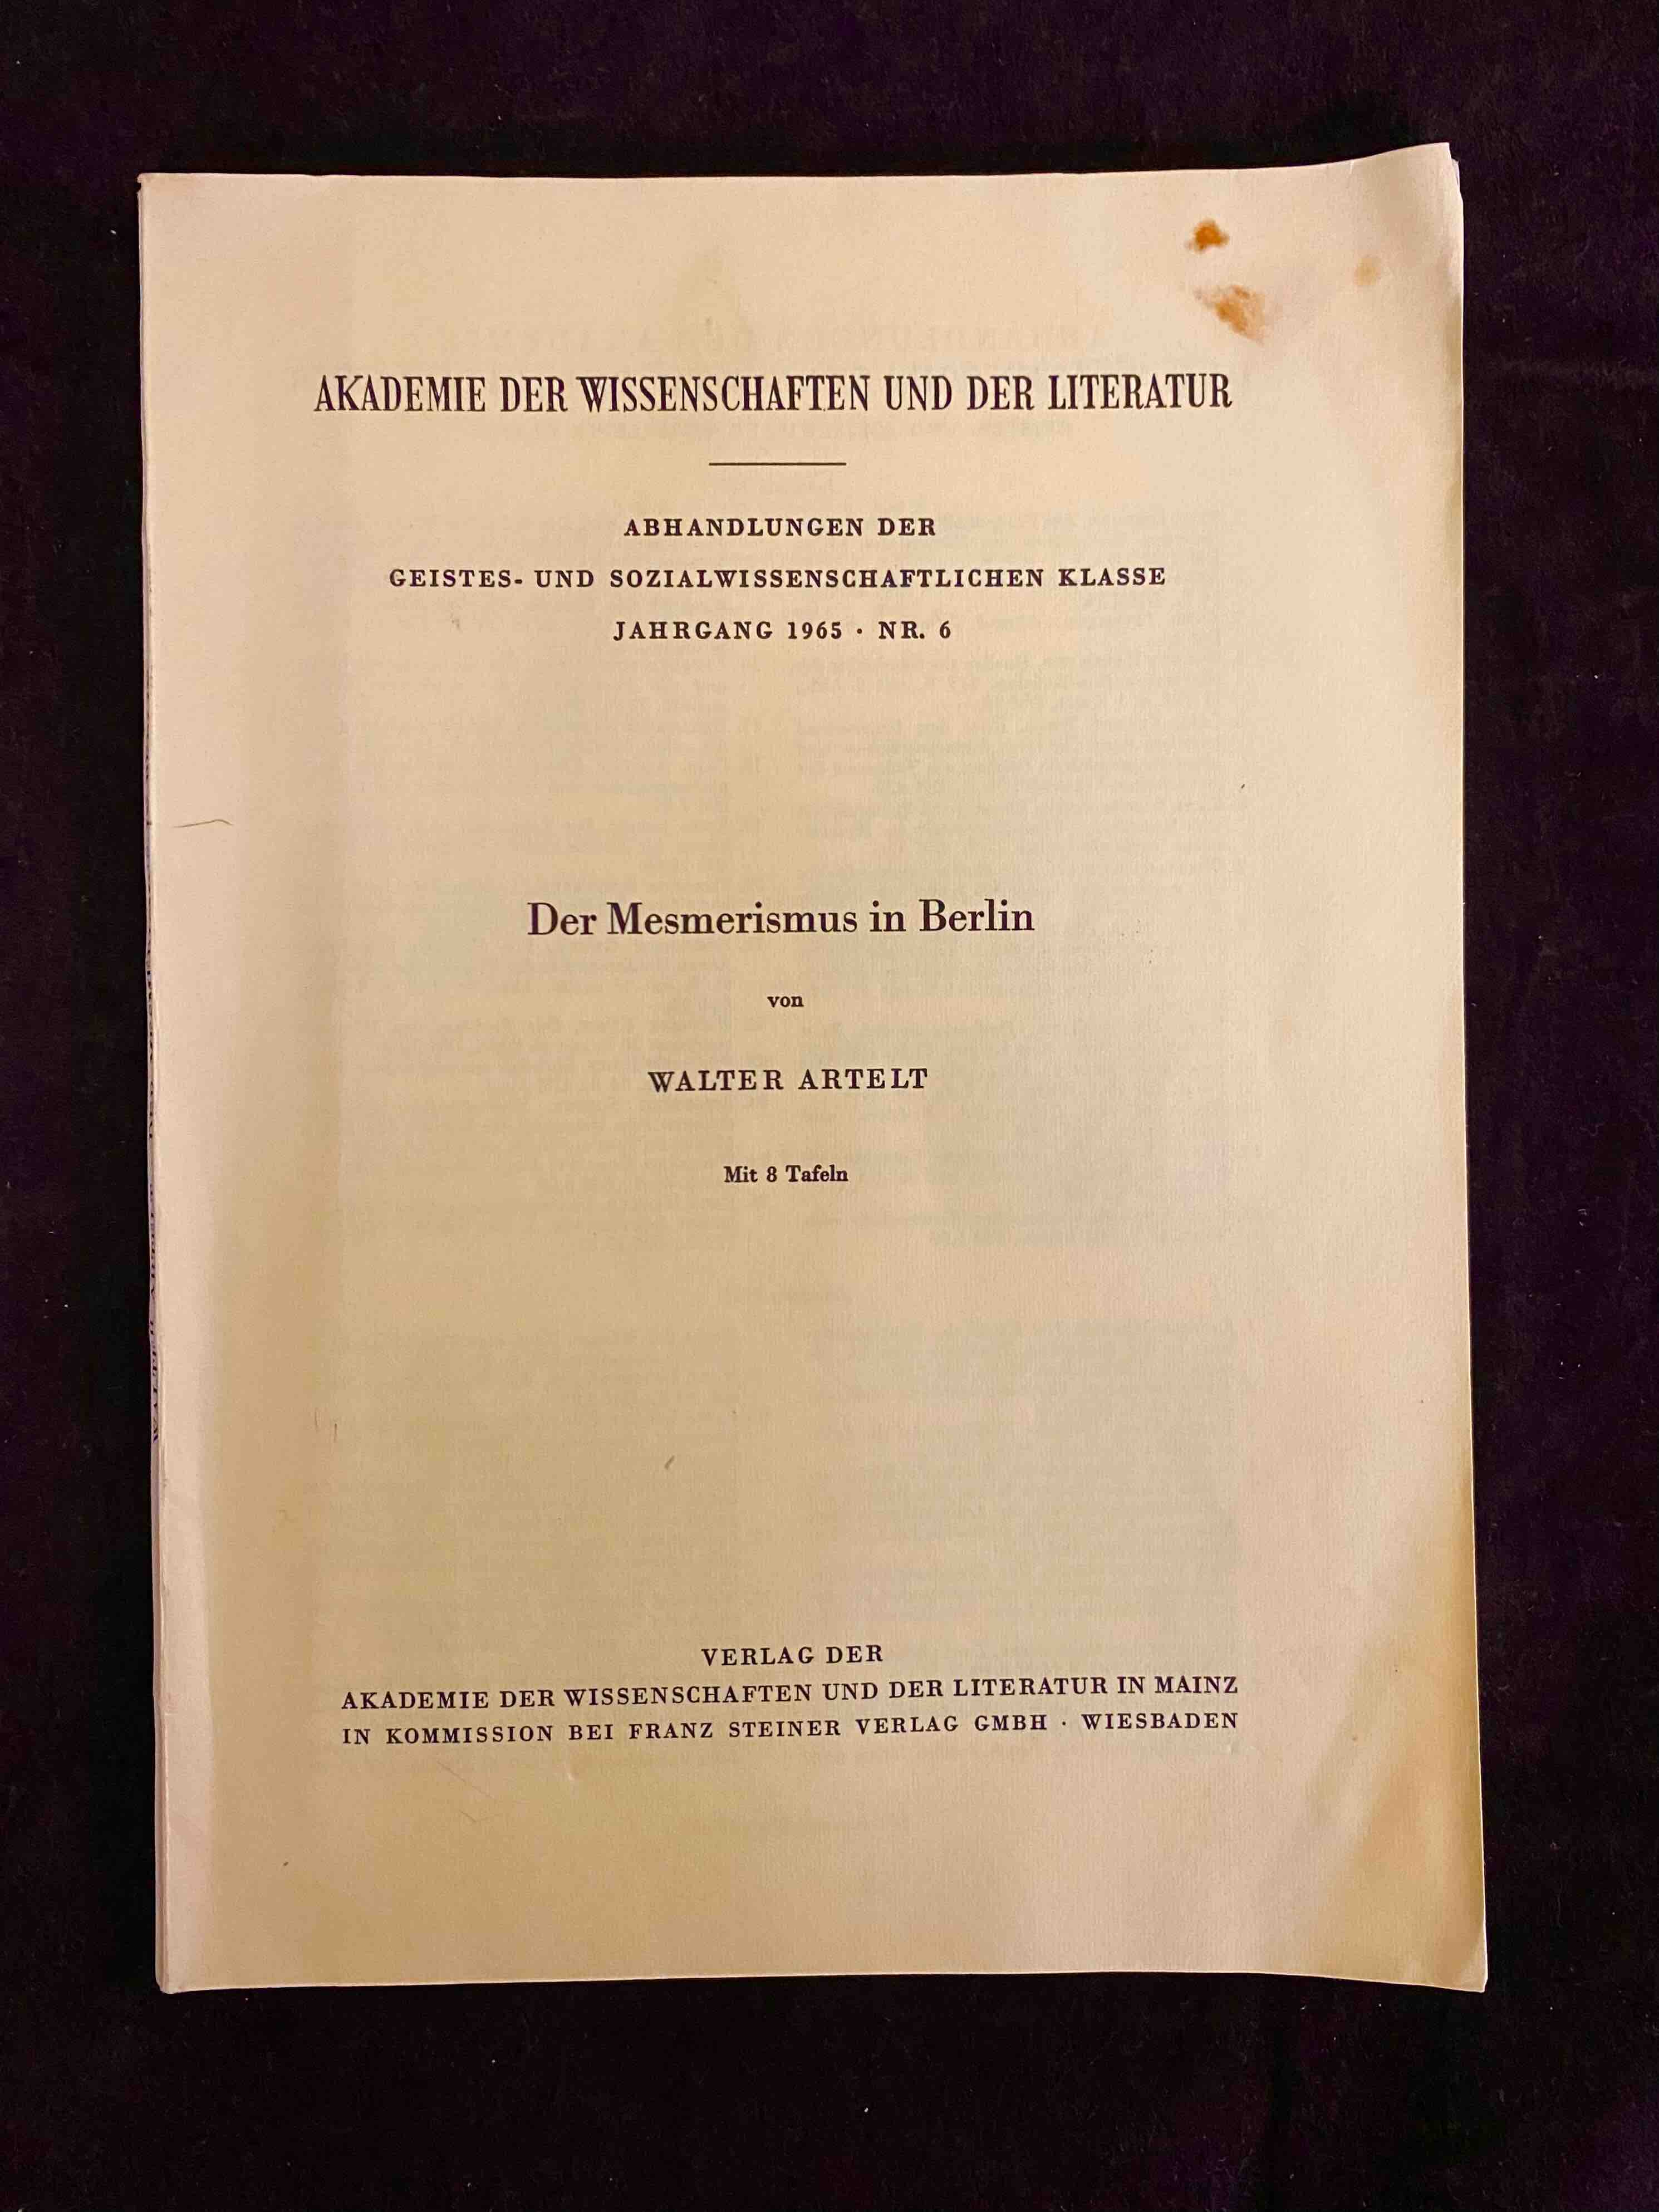 AKADEMIE DER WISSENSCHAFTEN UND DER LITERATUR
ABHANDLUNGEN DER
GEISTES- UND SOZIALWISSENSCHAFTLICHEN KLASSE
JAHRGANG 1965 · NR. 6
Der Mesmerismus in Berlin
von
WALTER ARTELT
Mit 8 Tafeln
VERLAG DER
AKADEMIE DER WISSENSCHAFTEN UND DER LITERATUR IN MAINZ
IN KOMMISSION BEI FRANZ STEINER VERLAG GMBH · WIESBADEN